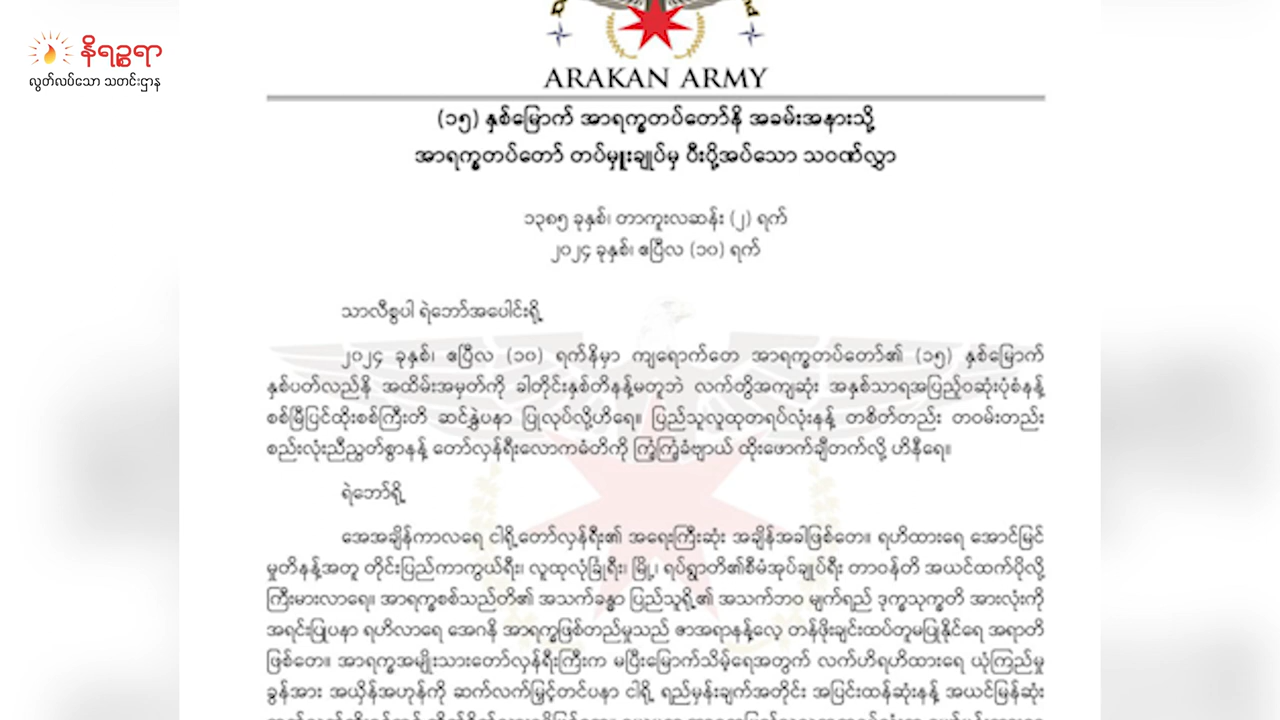 နိရဉ္စရာ
လွတ်လပ်သော သတင်းဌာန
ARAKAN ARMY
(၁၅) နှစ်မြောက် အာရက္ခတပ်တော်နိ အခမ်းအနားသို့
အာရက္ခတပ်တော် တပ်မှူးချုပ်မှ ပီးပို့အပ်သော သဝဏ်လွှာ
၁၃၈၅ ခုနှစ်၊ တာကူးလဆန်း (၂) ရက်
၂၀၂၄ ခုနှစ်၊ ဧပြီလ (၁၀) ရက်
သာလီစွပါ ရဲဘော်အပေါင်းရို့
၂၀၂၄ ခုနှစ်၊ ဧပြီလ (၁၀) ရက်နိမှာ ကျရောက်တေ အာရက္ခတပ်တော်၏ (၁၅) နှစ်မြောက်
နှစ်ပတ်လည်နိ အထိမ်းအမှတ်ကို ခါတိုင်းနှစ်တိနန့်မတူဘဲ လက်တွိအကျဆုံး အနှစ်သာရအပြည့်ဝဆုံးပုံစံနန့်
စစ်မြီပြင်ထိုးစစ်ကြီးတိ ဆင်နွှဲပနာ ပြုလုပ်လို့ဟိရေ။ ပြည်သူလူထုတရပ်လုံးနန့် တစိတ်တည်း တဝမ်းတည်း
စည်းလုံးညီညွတ်စွာနန့် တော်လှန်ရီးလောကဓံတိကို ကြံ့ကြံ့ခံဗျာယ် ထိုးဖောက်ချီတက်လို့ ဟိနီရေ။
ရဲဘော်ရို့
အေအချိန်ကာလရေ ငါရို့တော်လှန်ရီး၏ အရေးကြီးဆုံး အချိန်အခါဖြစ်တေ။ ရဟိထားရေ အောင်မြင်
မှုတိနန့်အတူ တိုင်းပြည်ကာကွယ်ရီး၊ လူထုလုံခြုံရီး၊ မြို့၊ ရပ်ရွာတိ၏စီမံအုပ်ချုပ်ရီး တာဝန်တိ အယင်ထက်ပိုလို့
ကြီးမားလာရေ။ အာရက္ခစစ်သည်တိ၏ အသက်ခန္ဓာ ပြည်သူရို့၏ အသက်ဘဝ မျက်ရည် ဒုက္ခသုက္ခတိ အားလုံးကို
အရင်းပြုပနာ ရဟိလာရေ အေဂနိ အာရက္ခဖြစ်တည်မှုသည် ဇာအရာနန့်လေ့ တန်ဖိုးချင်းထပ်တူမပြုနိုင်ရေ အရာတိ
ဖြစ်တေ။ အာရက္ခအမျိုးသားတော်လှန်ရီးကြီးက မပြီးမြောက်သိမ့်ရေအတွက် လက်ဟိရဟိထားရေ ယုံကြည်မှု
ခွန်အား အယှိန်အဟုန်ကို ဆက်လက်မြှင့်တင်ပနာ ငါရို့ ရည်မှန်းချက်အတိုင်း အပြင်းထန်ဆုံးနန့် အယင်မြန်ဆုံး